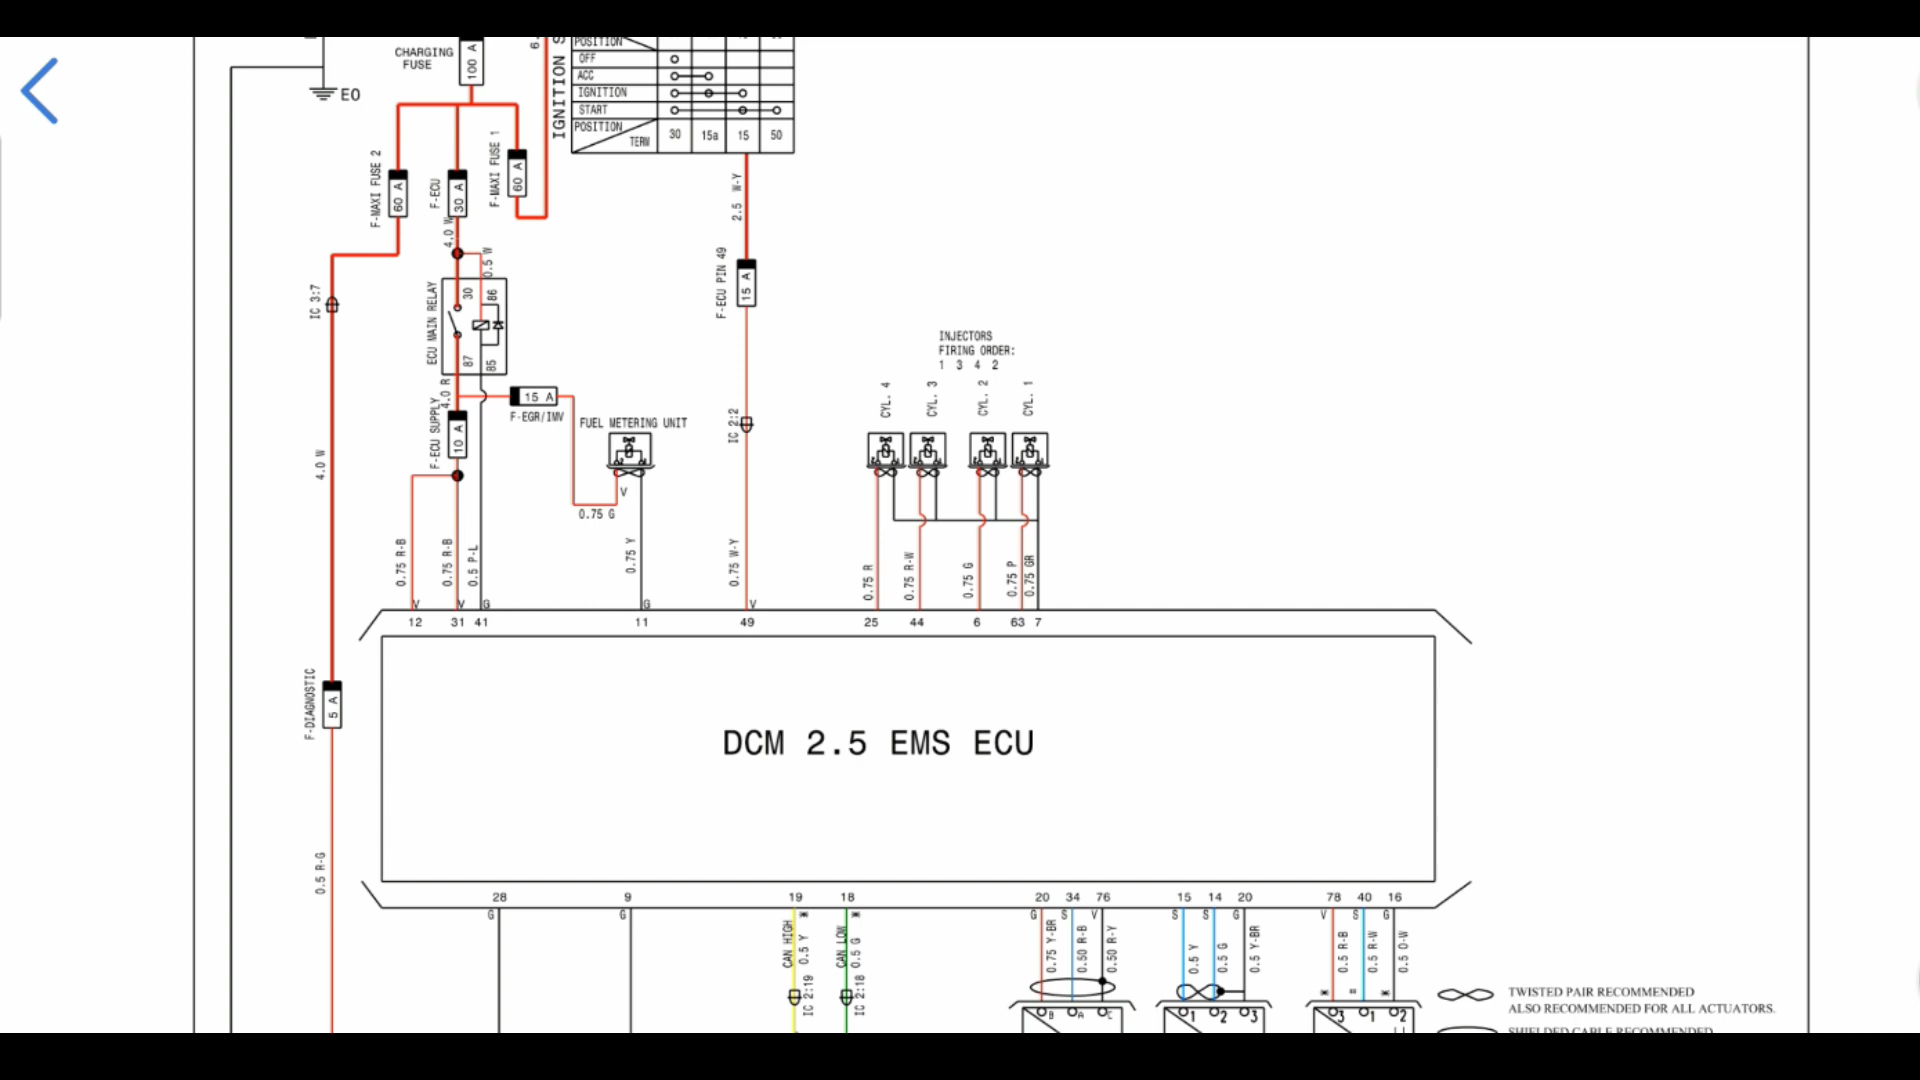 CHARGING
FUSE
100 A
EO
6.
IGNITION S
POSITION
OFF
ACC
IGNITION
START
POSITION
TERM
30
15a
15
50
F-MAXI FUSE 2
60 A
F-ECU
30 A
F-MAXI FUSE 1
60 A
4.0 W
0.5 W
2.5 W-Y
F-ECU PIN 49
15 A
IC 3:7
ECU MAIN RELAY
30
86
87
85
4.0 R
15 A
F-EGR/IMV
F-ECU SUPPLY
10 A
FUEL METERING UNIT
V
0.75 G
IC 2:2
INJECTORS
FIRING ORDER:
1 3 4 2
CYL. 4
CYL. 3
CYL. 2
CYL. 1
4.0 W
0.75 R-B
0.75 R-B
0.5 P-L
0.75 Y
0.75 W-Y
0.75 R
0.75 R-W
0.75 G
0.75 P
0.75 GR
V
V
G
G
V
12
31
41
11
49
25
44
6
63
7
F-DIAGNOSTIC
5 A
DCM 2.5 EMS ECU
0.5 R-G
28
9
19
18
20
34
76
15
14
20
78
40
16
G
G
*
*
G
S
V
S
S
G
V
S
G
CAN HIGH
0.5 Y
CAN LOW
0.5 G
0.75 Y-BR
0.50 R-B
0.50 R-Y
0.5 Y
0.5 G
0.5 Y-BR
0.5 R-B
0.5 R-W
0.5 O-W
IC 2:19
IC 2:18
B
A
C
1
2
3
3
1
2
TWISTED PAIR RECOMMENDED
ALSO RECOMMENDED FOR ALL ACTUATORS.
SHIELDED CABLE RECOMMENDED